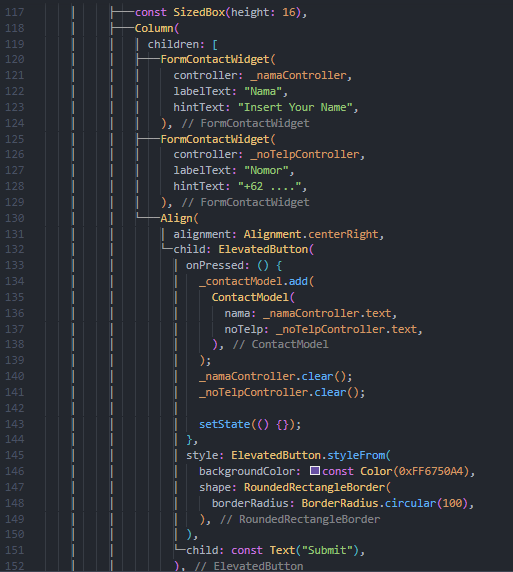 117 const SizedBox(height: 16),
118 Column(
119 children: [
120 FormContactWidget(
121 controller: _namaController,
122 labelText: "Nama",
123 hintText: "Insert Your Name",
124 ), // FormContactWidget
125 FormContactWidget(
126 controller: _noTelpController,
127 labelText: "Nomor",
128 hintText: "+62 ....",
129 ), // FormContactWidget
130 Align(
131 alignment: Alignment.centerRight,
132 child: ElevatedButton(
133 onPressed: () {
134 _contactModel.add(
135 ContactModel(
136 nama: _namaController.text,
137 noTelp: _noTelpController.text,
138 ), // ContactModel
139 );
140 _namaController.clear();
141 _noTelpController.clear();
142
143 setState(() {});
144 },
145 style: ElevatedButton.styleFrom(
146 backgroundColor: const Color(0xFF6750A4),
147 shape: RoundedRectangleBorder(
148 borderRadius: BorderRadius.circular(100),
149 ), // RoundedRectangleBorder
150 ),
151 child: const Text("Submit"),
152 ), // ElevatedButton